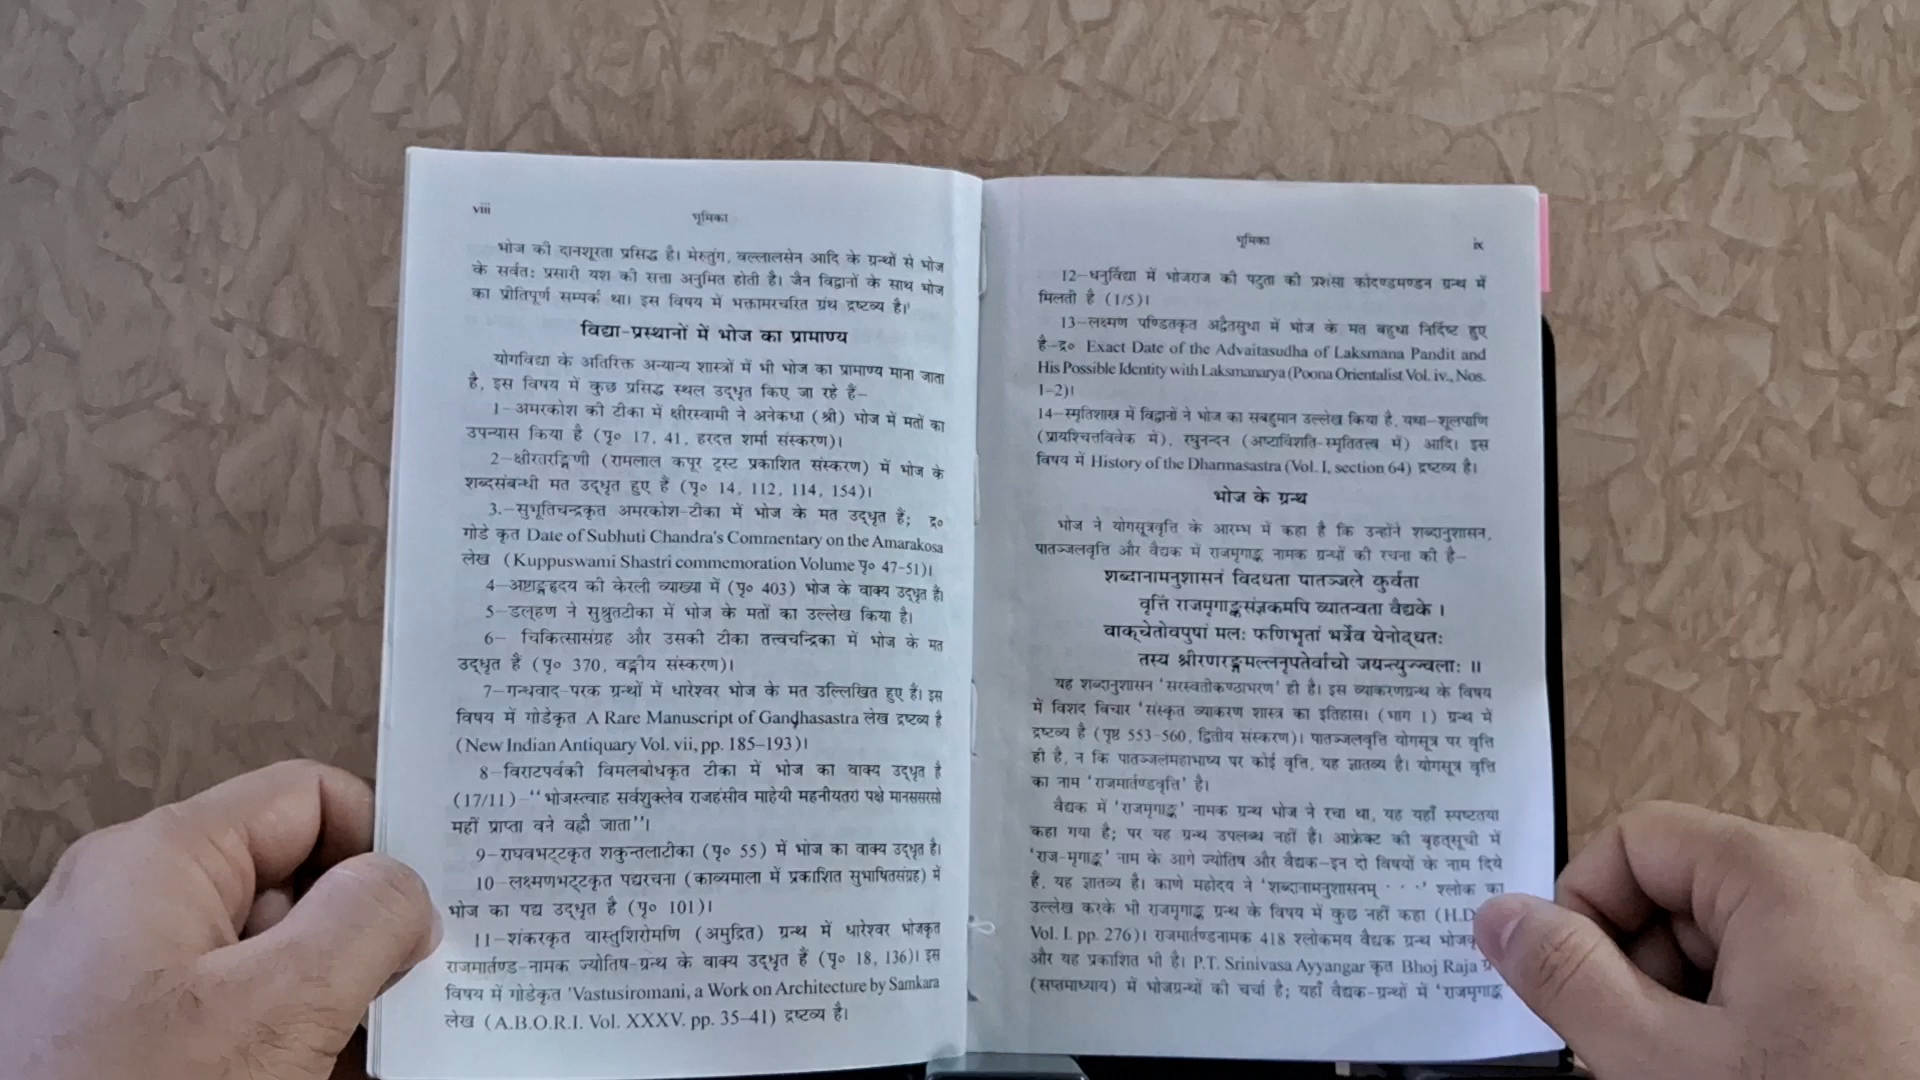 viii
भूमिका
भोज की दानशूरता प्रसिद्ध है। मेरुतुंग, वल्लालसेन आदि के ग्रन्थों से भोज
के सर्वतः प्रसारी यश की सत्ता अनुमित होती है। जैन विद्वानों के साथ भोज
का प्रीतिपूर्ण सम्पर्क था। इस विषय में भक्तामरचरित ग्रंथ द्रष्टव्य है।
विद्या-प्रस्थानों में भोज का प्रामाण्य
योगविद्या के अतिरिक्त अन्यान्य शास्त्रों में भी भोज का प्रामाण्य माना जाता
है, इस विषय में कुछ प्रसिद्ध स्थल उद्धृत किए जा रहे हैं–
1- अमरकोश की टीका में क्षीरस्वामी ने अनेकधा (श्री) भोज में मतों का
उपन्यास किया है (पृ० 17, 41, हरदत्त शर्मा संस्करण)।
2–क्षीरतरङ्गिणी (रामलाल कपूर ट्रस्ट प्रकाशित संस्करण) में भोज के
शब्दसंबन्धी मत उद्धृत हुए हैं (पृ० 14, 112, 114, 154)।
3.–सुभूतिचन्द्रकृत अमरकोश-टीका में भोज के मत उद्धृत हैं; द्र०
गोडे कृत Date of Subhuti Chandra's Commentary on the Amarakosa
लेख (Kuppuswami Shastri commemoration Volume पृ० 47-51)।
4–अष्टाङ्गहृदय की केरली व्याख्या में (पृ० 403) भोज के वाक्य उद्धृत हैं।
5–डल्हण ने सुश्रुतटीका में भोज के मतों का उल्लेख किया है।
6– चिकित्सासंग्रह और उसकी टीका तत्त्वचन्द्रिका में भोज के मत
उद्धृत हैं (पृ० 370, वङ्गीय संस्करण)।
7–गन्धवाद-परक ग्रन्थों में धारेश्वर भोज के मत उल्लिखित हुए हैं। इस
विषय में गोडेकृत A Rare Manuscript of Gandhasastra लेख द्रष्टव्य है
(New Indian Antiquary Vol. vii, pp. 185–193)।
8–विराटपर्वकी विमलबोधकृत टीका में भोज का वाक्य उद्धृत है
(17/11)–‘‘भोजस्त्वाह सर्वशुक्लेव राजहंसीव माहेयी महनीयतरा पक्षे मानससरसो
महीं प्राप्ता वने वह्नौ जाता’’।
9–राघवभट्टकृत शकुन्तलाटीका (पृ० 55) में भोज का वाक्य उद्धृत है।
10–लक्ष्मणभट्टकृत पद्यरचना (काव्यमाला में प्रकाशित सुभाषितसंग्रह) में
भोज का पद्य उद्धृत है (पृ० 101)।
11–शंकरकृत वास्तुशिरोमणि (अमुद्रित) ग्रन्थ में धारेश्वर भोजकृत
राजमार्तण्ड-नामक ज्योतिष-ग्रन्थ के वाक्य उद्धृत हैं (पृ० 18, 136)। इस
विषय में गोडेकृत 'Vastusiromani, a Work on Architecture by Samkara
लेख (A.B.O.R.I. Vol. XXXV. pp. 35–41) द्रष्टव्य है।
भूमिका
ix
12–धनुर्विद्या में भोजराज की पटुता की प्रशंसा कोदण्डमण्डन ग्रन्थ में
मिलती है (1/5)।
13–लक्ष्मण पण्डितकृत अद्वैतसुधा में भोज के मत बहुधा निर्दिष्ट हुए
है–द्र० Exact Date of the Advaitasudha of Laksmana Pandit and
His Possible Identity with Laksmanarya (Poona Orientalist Vol. iv., Nos.
1–2)।
14–स्मृतिशास्त्र में विद्वानों ने भोज का सबहुमान उल्लेख किया है, यथा–शूलपाणि
(प्रायश्चित्तविवेक में), रघुनन्दन (अष्टाविंशति-स्मृतितत्त्व में) आदि। इस
विषय में History of the Dharmasastra (Vol. I, section 64) द्रष्टव्य है।
भोज के ग्रन्थ
भोज ने योगसूत्रवृत्ति के आरम्भ में कहा है कि उन्होंने शब्दानुशासन,
पातञ्जलवृत्ति और वैद्यक में राजमृगाङ्क नामक ग्रन्थों की रचना की है–
शब्दानामनुशासनं विदधता पातञ्जले कुर्वता
वृत्तिं राजमृगाङ्कसंज्ञकमपि व्यातन्वता वैद्यके ।
वाक्चेतोवपुषां मलः फणिभृतां भर्त्रेव येनोद्धतः
तस्य श्रीरणरङ्गमल्लनृपतेर्वाचो जयन्त्युज्ज्वलाः ॥
यह शब्दानुशासन ‘सरस्वतीकण्ठाभरण’ ही है। इस व्याकरणग्रन्थ के विषय
में विशद विचार ‘संस्कृत व्याकरण शास्त्र का इतिहास। (भाग 1) ग्रन्थ में
द्रष्टव्य है (पृष्ठ 553-560, द्वितीय संस्करण)। पातञ्जलवृत्ति योगसूत्र पर वृत्ति
ही है, न कि पातञ्जलमहाभाष्य पर कोई वृत्ति, यह ज्ञातव्य है। योगसूत्र वृत्ति
का नाम ‘राजमार्तण्डवृत्ति’ है।
वैद्यक में ‘राजमृगाङ्क’ नामक ग्रन्थ भोज ने रचा था, यह यहाँ स्पष्टतया
कहा गया है; पर यह ग्रन्थ उपलब्ध नहीं है। आफ्रेक्ट की बृहत्सूची में
‘राज-मृगाङ्क’ नाम के आगे ज्योतिष और वैद्यक–इन दो विषयों के नाम दिये
हैं, यह ज्ञातव्य है। काणे महोदय ने ‘शब्दानामनुशासनम् · · ·’ श्लोक का
उल्लेख करके भी राजमृगाङ्क ग्रन्थ के विषय में कुछ नहीं कहा (H.D
Vol. I. pp. 276)। राजमार्तण्डनामक 418 श्लोकमय वैद्यक ग्रन्थ
और यह प्रकाशित भी है। P.T. Srinivasa Ayyangar कृत Bhoj Raja
(सप्तमाध्याय) में भोजग्रन्थों की चर्चा है; यहाँ वैद्यक-ग्रन्थों में ‘राजमृगाङ्क